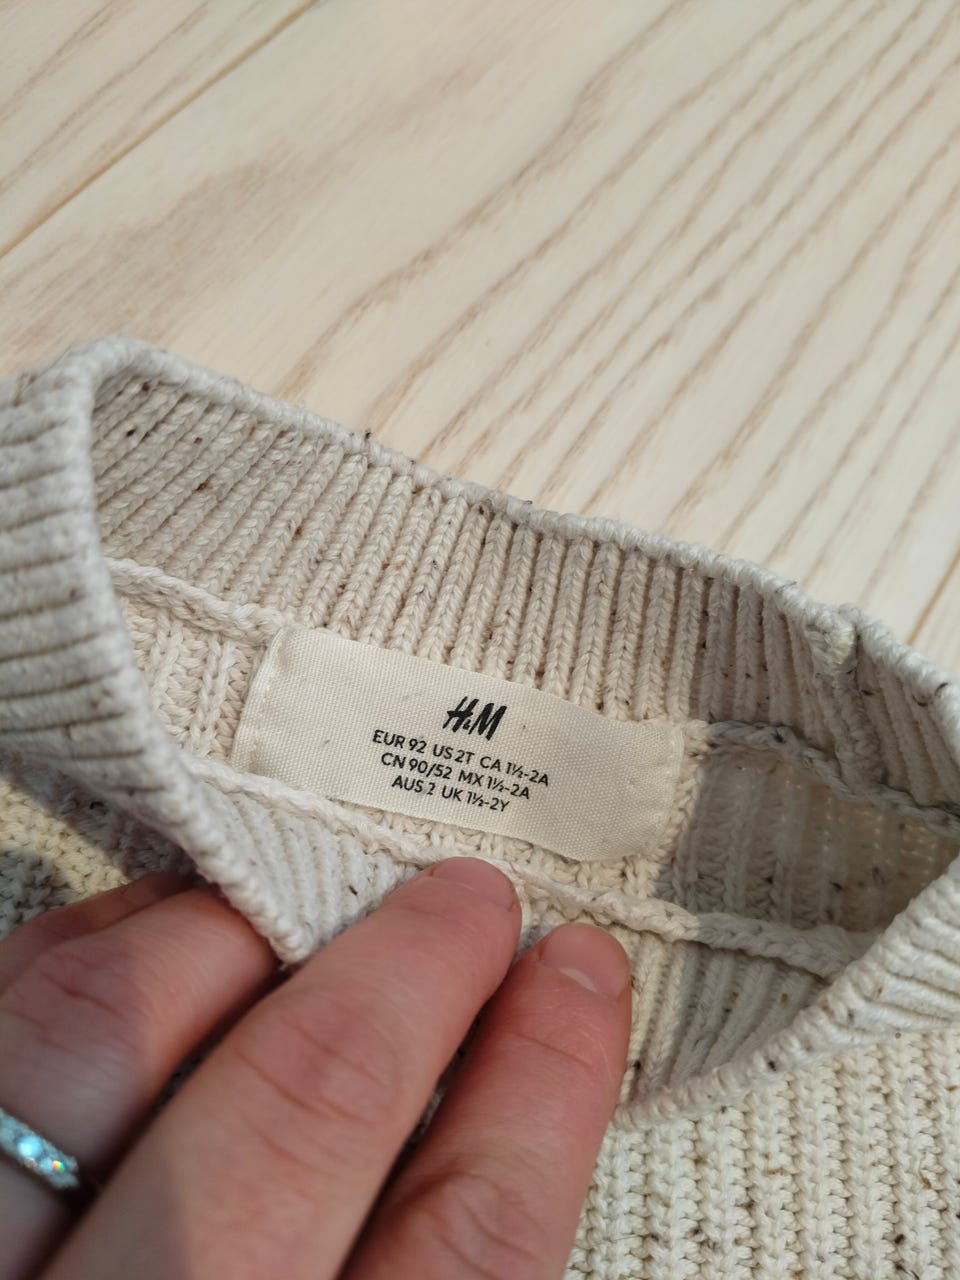 H&M
EUR 92 US 2T CA 1½-2A
CN 90/52 MX 1½-2A
AUS 2 UK 1½-2Y